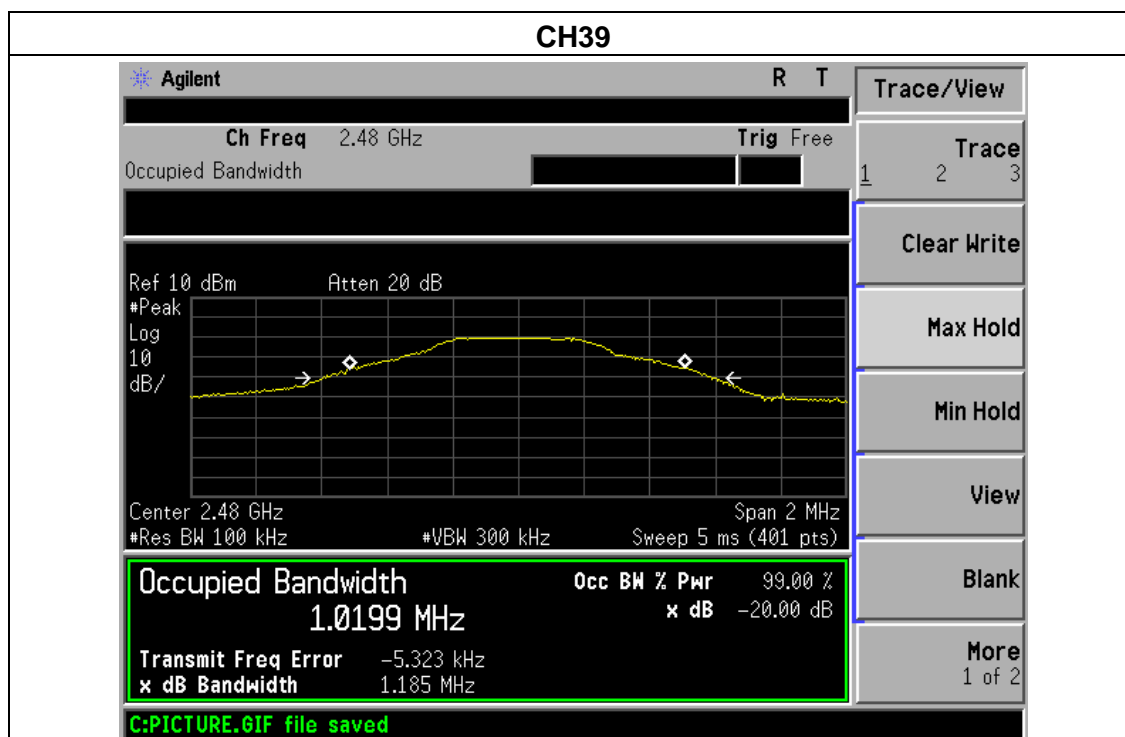 CH39
Agilent R T
Trace/View
Ch Freq 2.48 GHz Trig Free
Occupied Bandwidth
Trace
1 2 3
Clear Write
Ref 10 dBm Atten 20 dB
#Peak
Log
10
dB/
Max Hold
Min Hold
View
Center 2.48 GHz Span 2 MHz
#Res BW 100 kHz #VBW 300 kHz Sweep 5 ms (401 pts)
Occupied Bandwidth Occ BW % Pwr 99.00 %
1.0199 MHz x dB -20.00 dB
Blank
Transmit Freq Error -5.323 kHz
x dB Bandwidth 1.185 MHz
More
1 of 2
C:PICTURE.GIF file saved